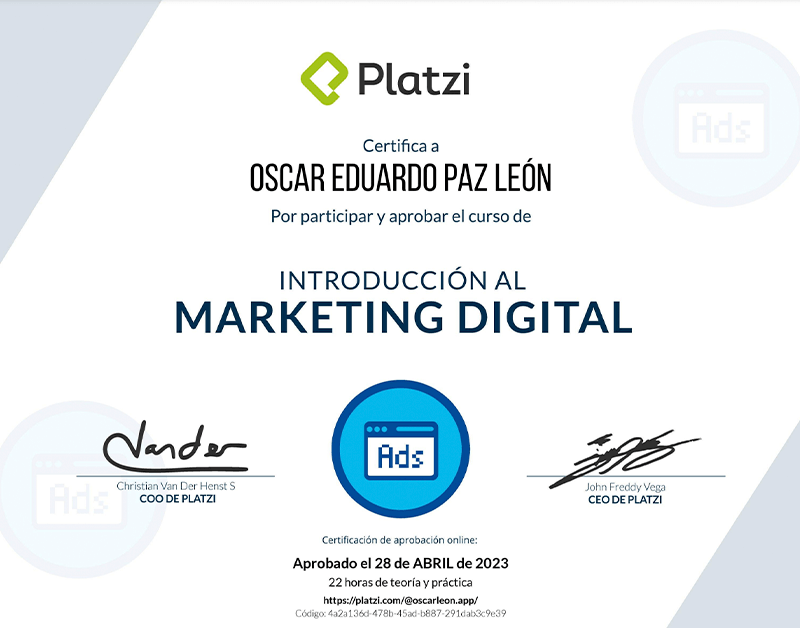 Platzi
Certifica a
OSCAR EDUARDO PAZ LEÓN
Por participar y aprobar el curso de
INTRODUCCIÓN AL
MARKETING DIGITAL
Ads
Vander
Ads
Ads
Christian Van Der Henst S
COO DE PLATZI
John Freddy Vega
CEO DE PLATZI
Certificación de aprobación online:
Aprobado el 28 de ABRIL de 2023
22 horas de teoría y práctica
https://platzi.com/@oscarleon.app/
Código: 4a2a136d-478b-45ad-b887-291dab3c9e39